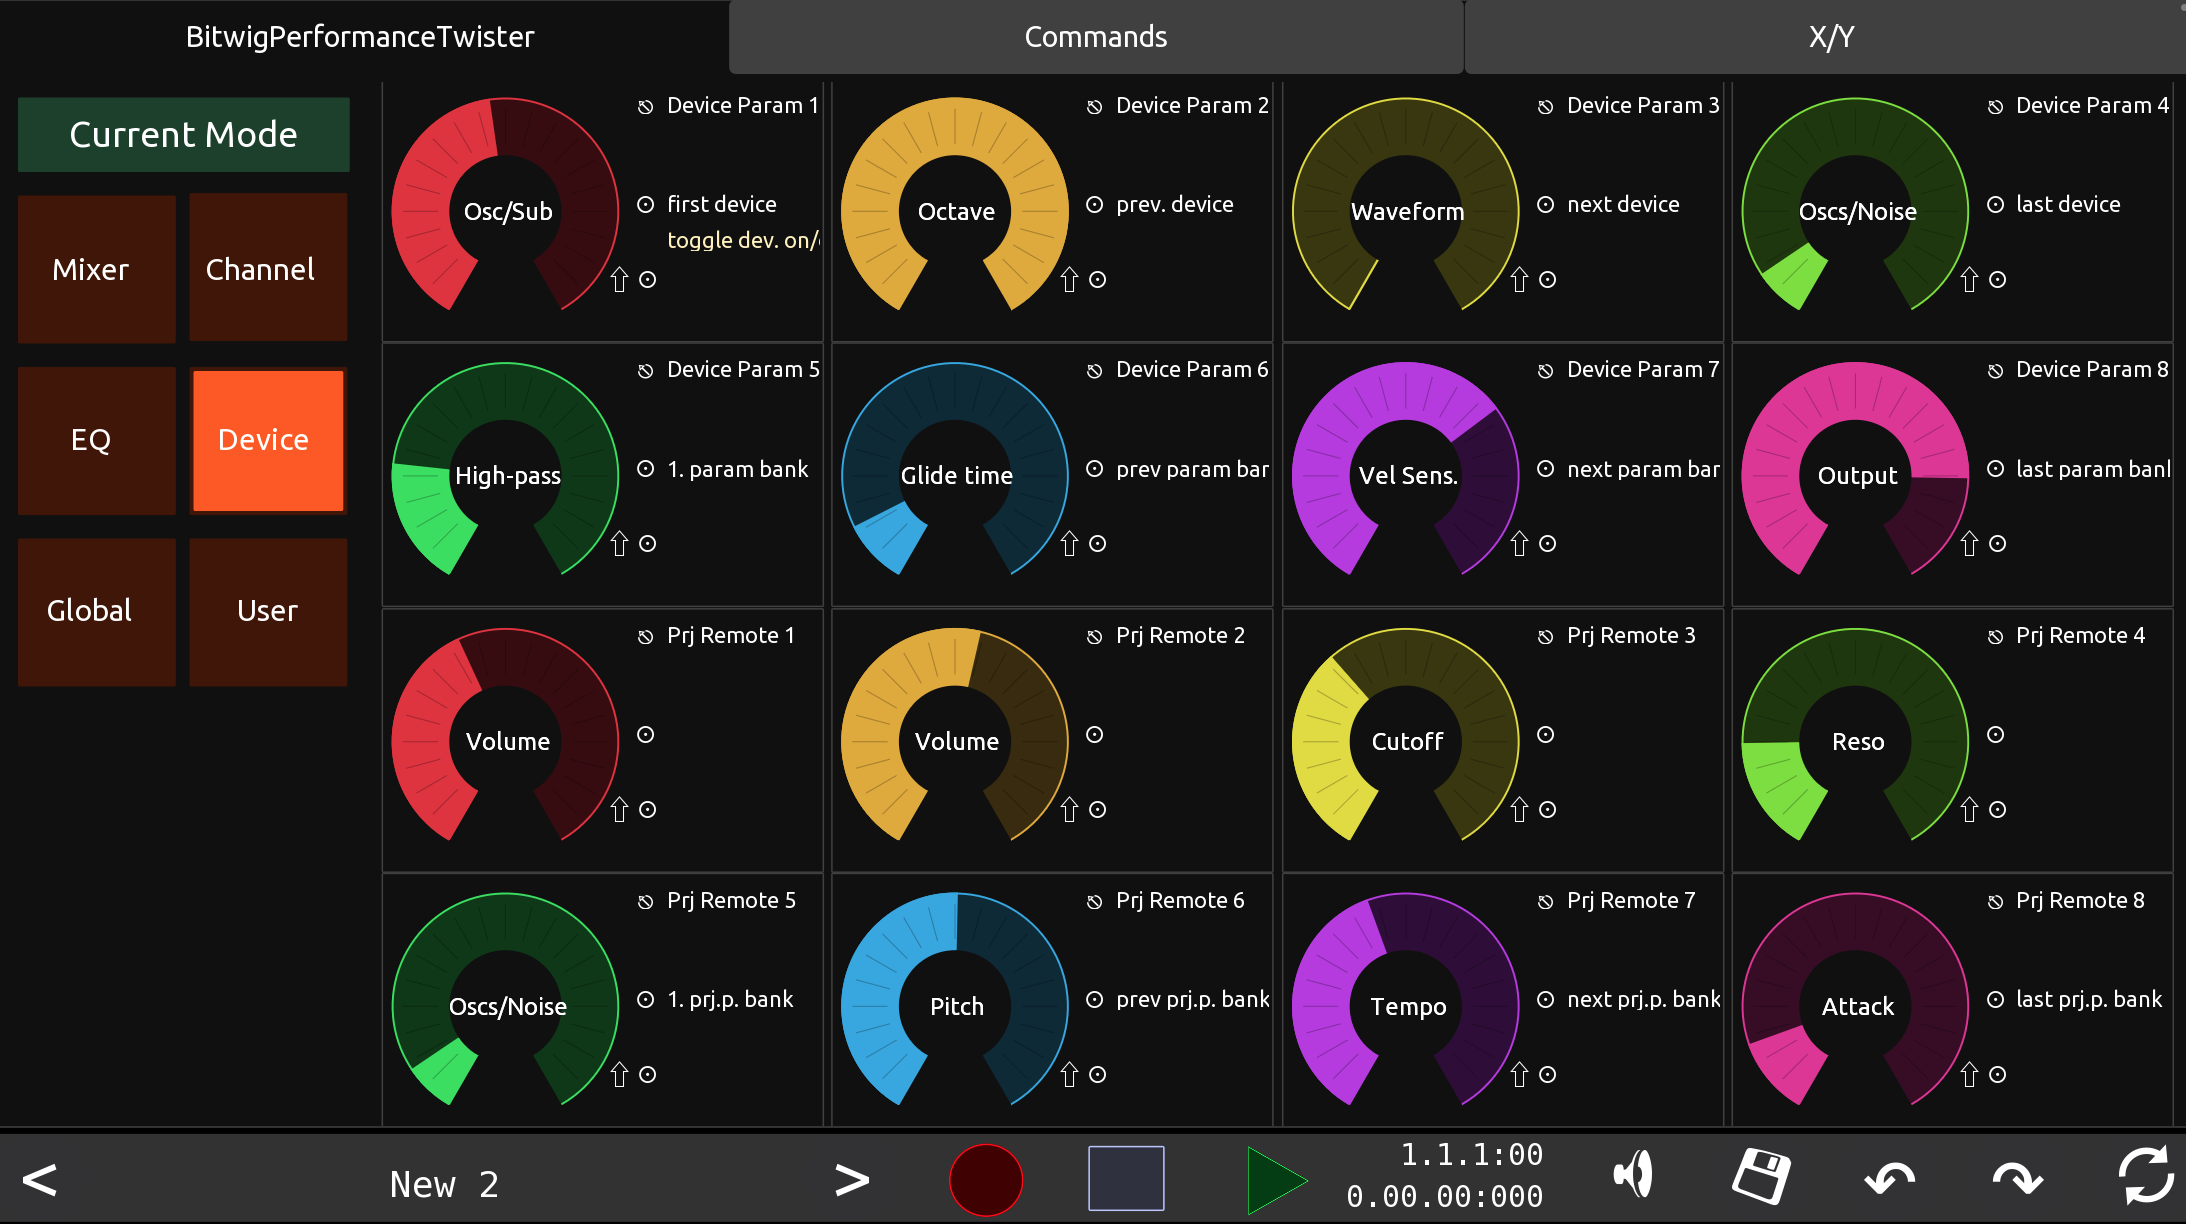 BitwigPerformanceTwister
Commands
X/Y
Current Mode
Mixer
Channel
EQ
Device
Global
User
Osc/Sub
Device Param 1
first device
toggle dev. on/
Octave
Device Param 2
prev. device
Waveform
Device Param 3
next device
Oscs/Noise
Device Param 4
last device
High-pass
Device Param 5
1. param bank
Glide time
Device Param 6
prev param bar
Vel Sens.
Device Param 7
next param bar
Output
Device Param 8
last param banl
Volume
Prj Remote 1
Volume
Prj Remote 2
Cutoff
Prj Remote 3
Reso
Prj Remote 4
Oscs/Noise
Prj Remote 5
1. prj.p. bank
Pitch
Prj Remote 6
prev prj.p. bank
Tempo
Prj Remote 7
next prj.p. bank
Attack
Prj Remote 8
last prj.p. bank
<
New 2
>
1.1.1:00
0.00.00:000